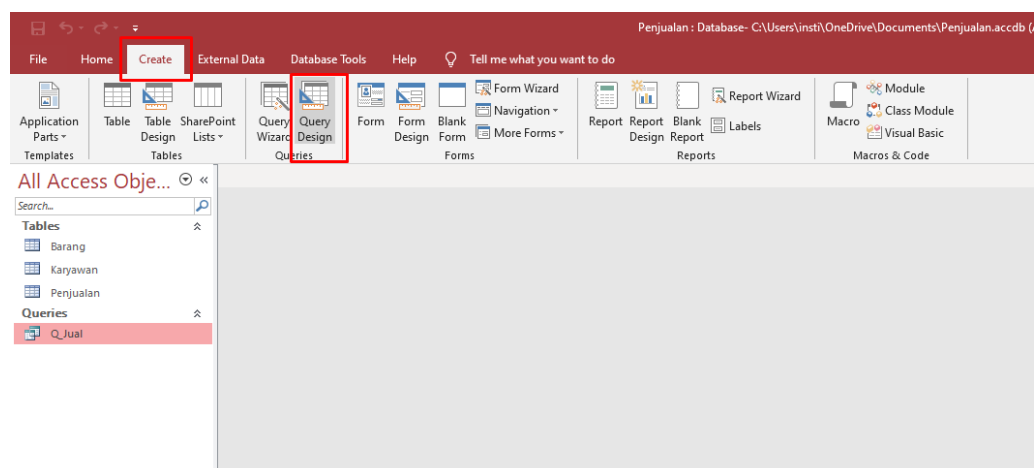 Penjualan : Database- C:\Users\insti\OneDrive\Documents\Penjualan.accdb (
File Home Create External Data Database Tools Help Tell me what you want to do
Application Parts Table Table Design SharePoint Lists Query Wizard Query Design Form Form Design Blank Form Form Wizard Navigation More Forms Report Report Design Blank Report Report Wizard Labels Macro Module Class Module Visual Basic
Templates Tables Queries Forms Reports Macros & Code
All Access Obje...
Search...
Tables
Barang
Karyawan
Penjualan
Queries
Q_Jual